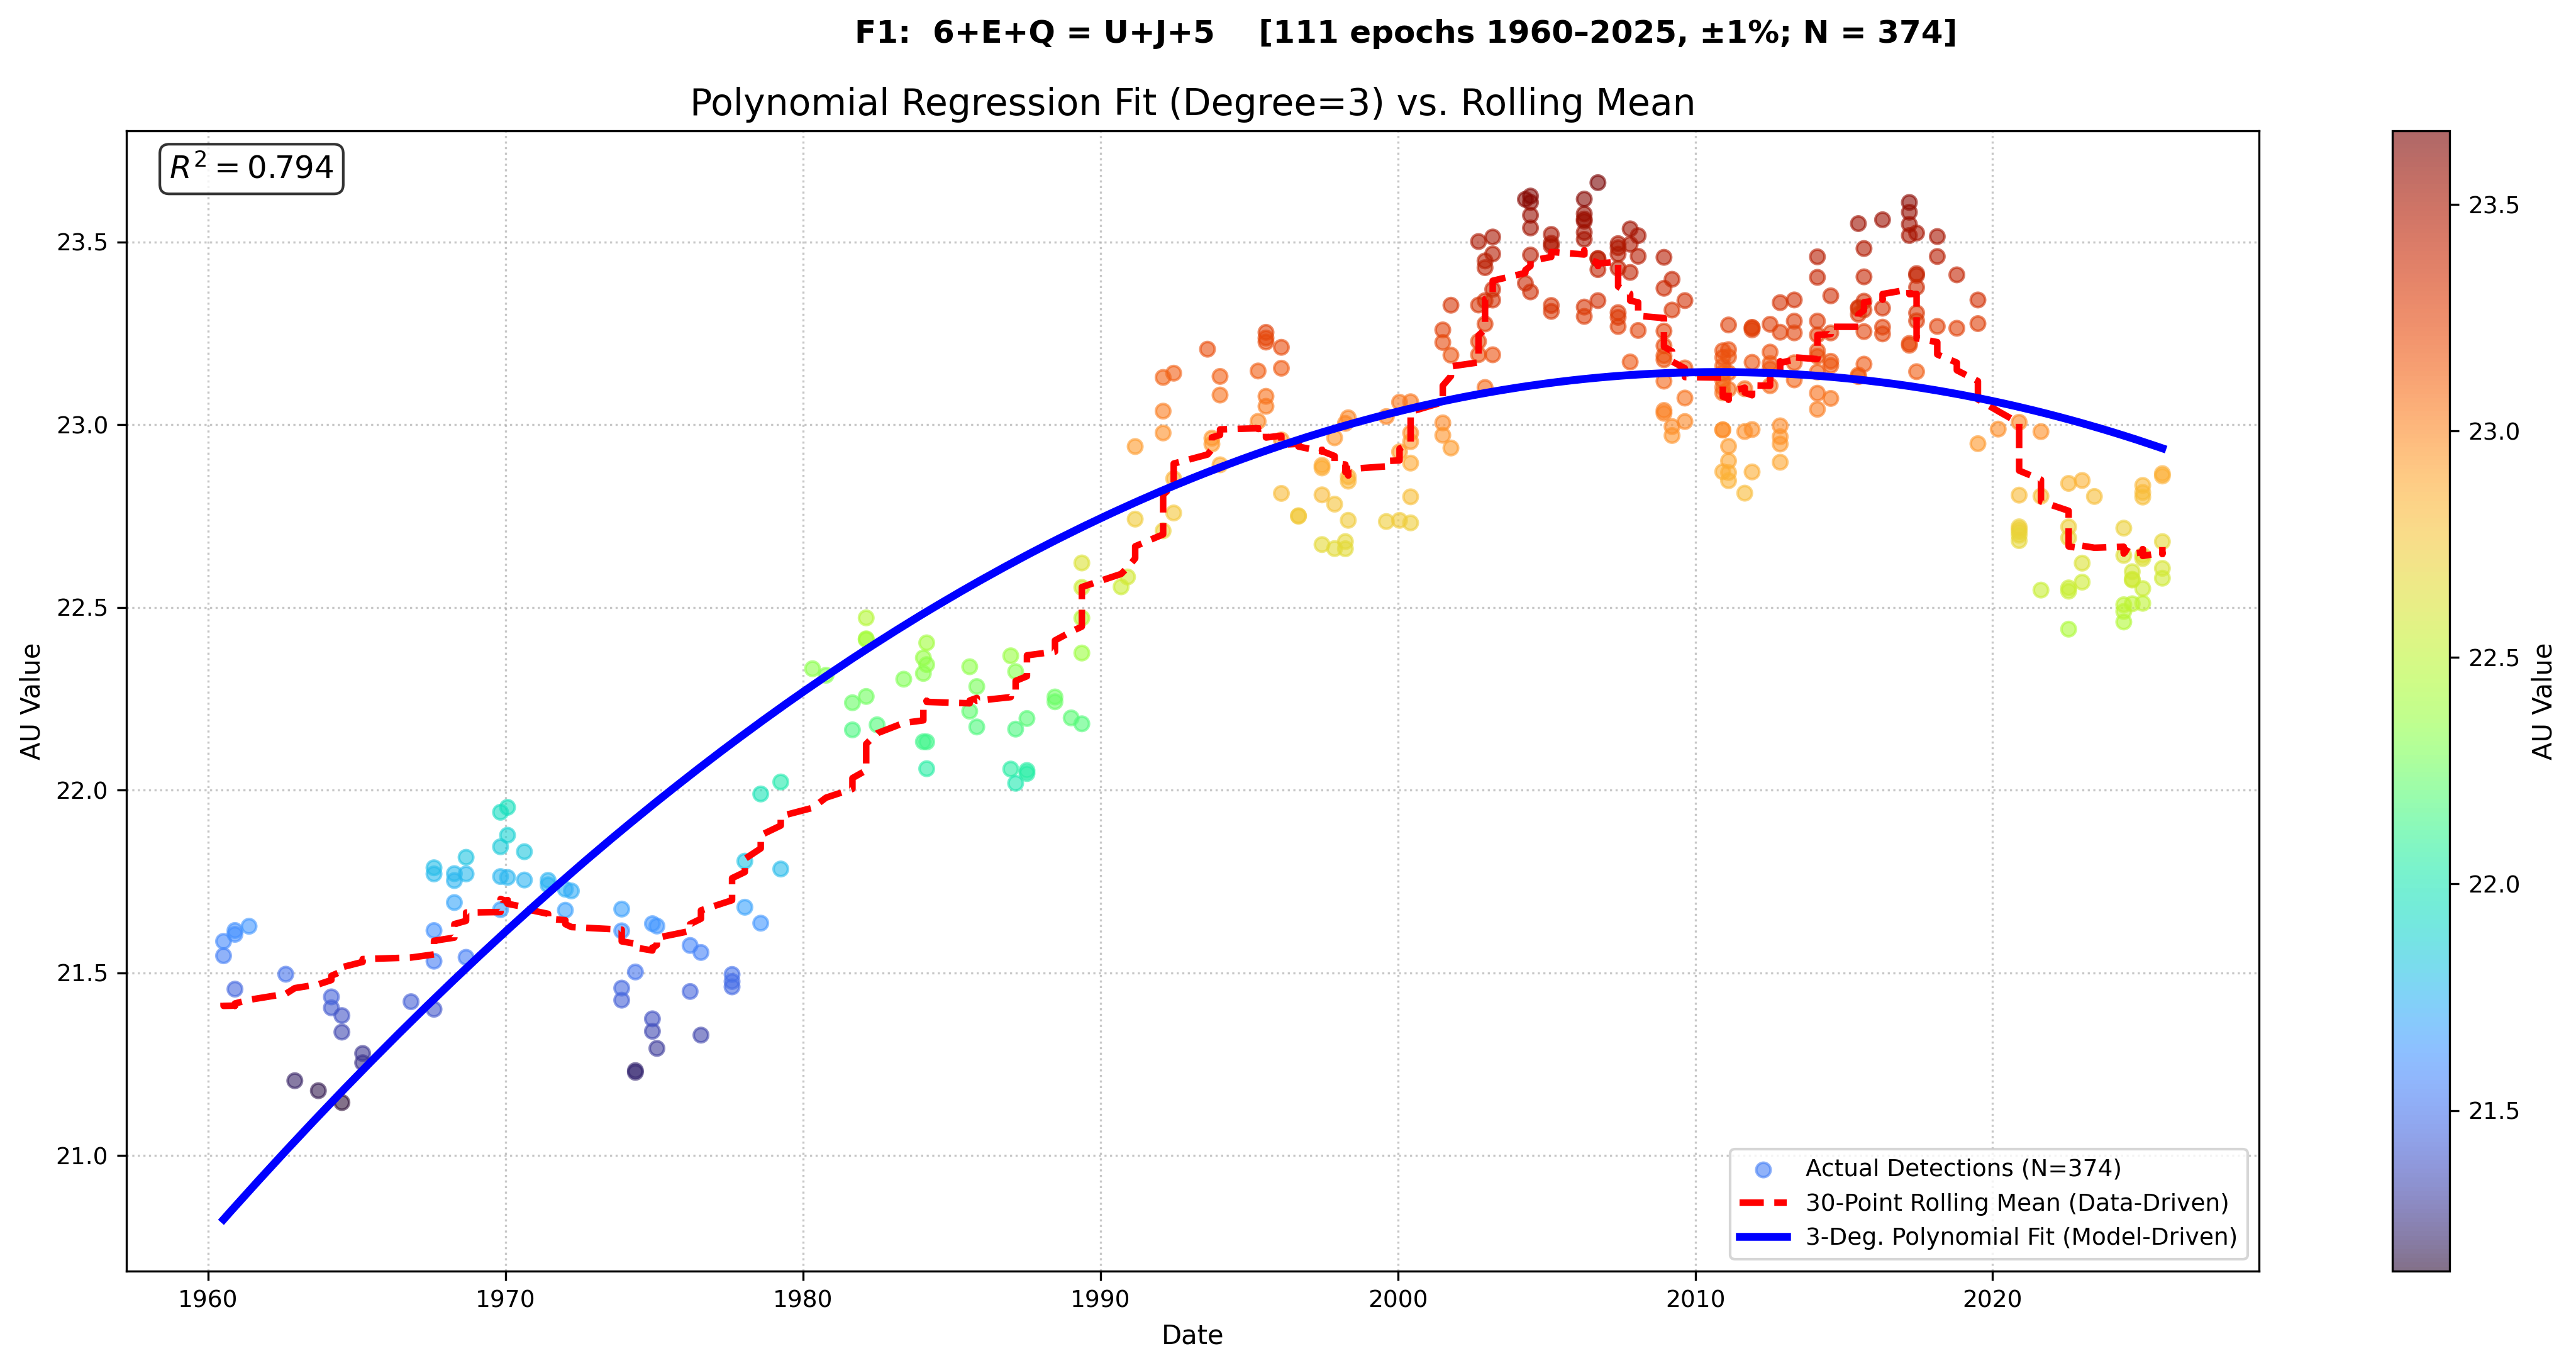 F1:  6+E+Q = U+J+5    [111 epochs 1960–2025, ±1%; N = 374]
Polynomial Regression Fit (Degree=3) vs. Rolling Mean
R² = 0.794
AU Value
23.5
23.0
22.5
22.0
21.5
21.0
1960
1970
1980
1990
2000
2010
2020
Date
Actual Detections (N=374)
30-Point Rolling Mean (Data-Driven)
3-Deg. Polynomial Fit (Model-Driven)
23.5
23.0
22.5
22.0
21.5
AU Value